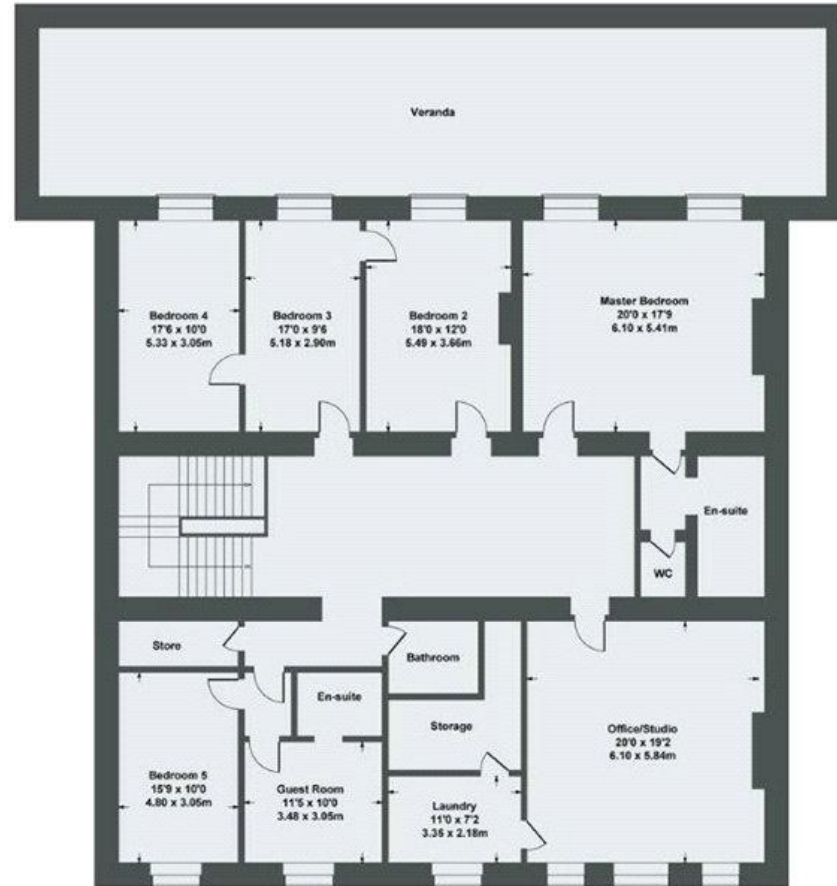 Veranda
Bedroom 4
17'6 x 10'0
5.33 x 3.05m
Bedroom 3
17'0 x 9'6
5.18 x 2.90m
Bedroom 2
18'0 x 12'0
5.49 x 3.66m
Master Bedroom
20'0 x 17'9
6.10 x 5.41m
En-suite
WC
Store
Bathroom
En-suite
Storage
Office/Studio
20'0 x 19'2
6.10 x 5.84m
Bedroom 5
15'9 x 10'0
4.80 x 3.05m
Guest Room
11'5 x 10'0
3.48 x 3.05m
Laundry
11'0 x 7'2
3.35 x 2.18m